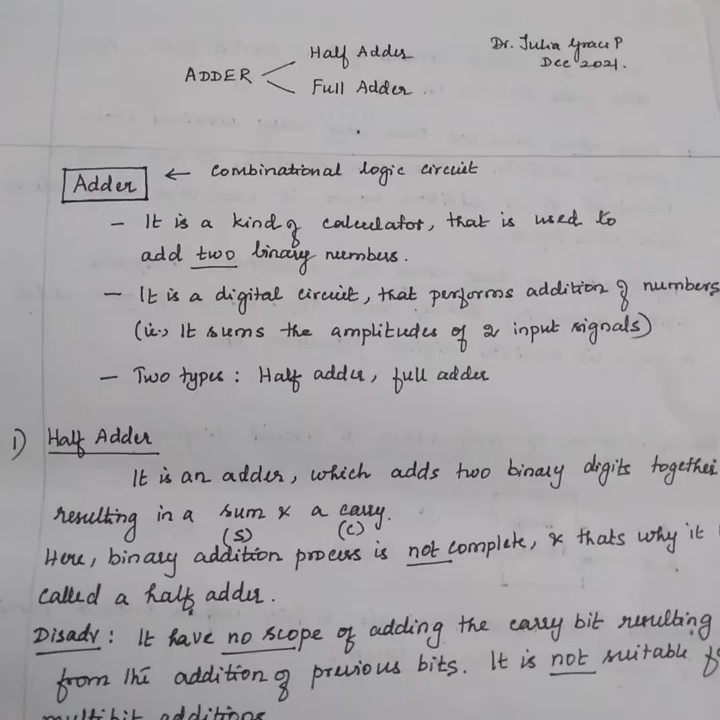 Half Adder
Dr. Julia Grace P
Dec 2021.
ADDER
Full Adder
Adder ← combinational logic circuit
- It is a kind of calculator, that is used to
add two binary numbers.
- It is a digital circuit, that performs addition of numbers
(i.e., It sums the amplitudes of 2 input signals)
- Two types: Half adder, full adder
1) Half Adder
It is an adder, which adds two binary digits together
resulting in a sum & a carry.
(S) (C)
Here, binary addition process is not complete, & thats why it
called a half adder.
Disadv: It have no scope of adding the carry bit resulting
from the addition of previous bits. It is not suitable
multibit additions